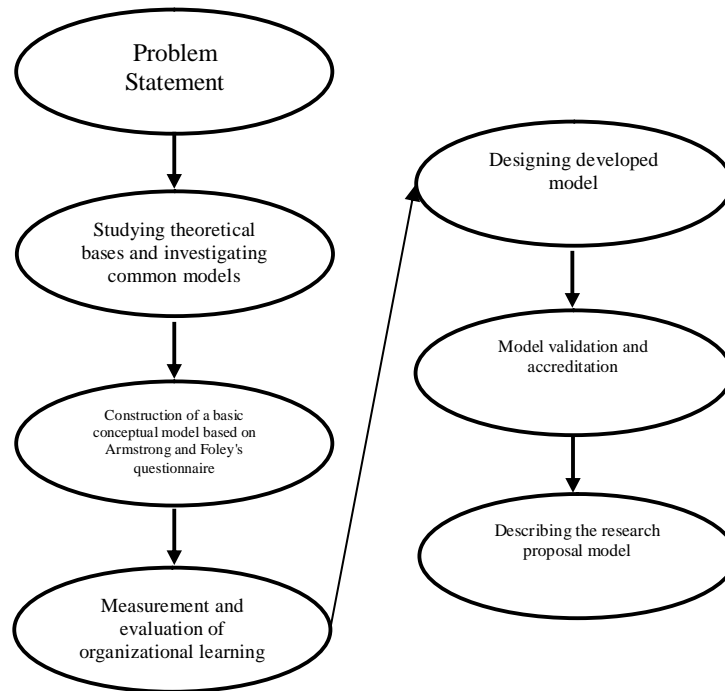 Problem
Statement
Studying theoretical
bases and investigating
common models
Construction of a basic
conceptual model based on
Armstrong and Foley's
questionnaire
Measurement and
evaluation of
organizational learning
Designing developed
model
Model validation and
accreditation
Describing the research
proposal model